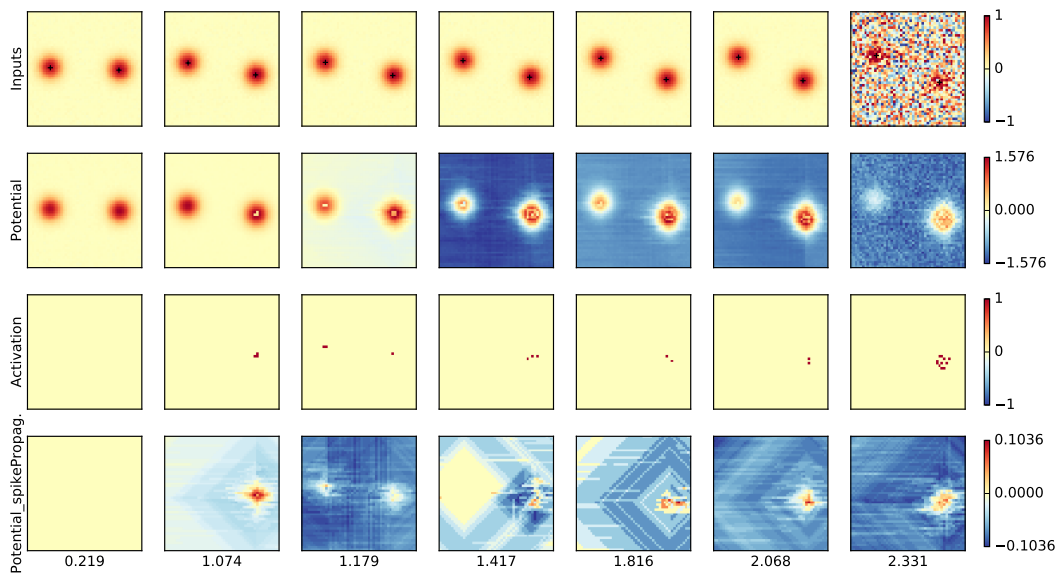 Inputs
1
0
−1
Potential
1.576
0.000
−1.576
Activation
1
0
−1
Potential_spikePropag.
0.1036
0.0000
−0.1036
0.219 1.074 1.179 1.417 1.816 2.068 2.331